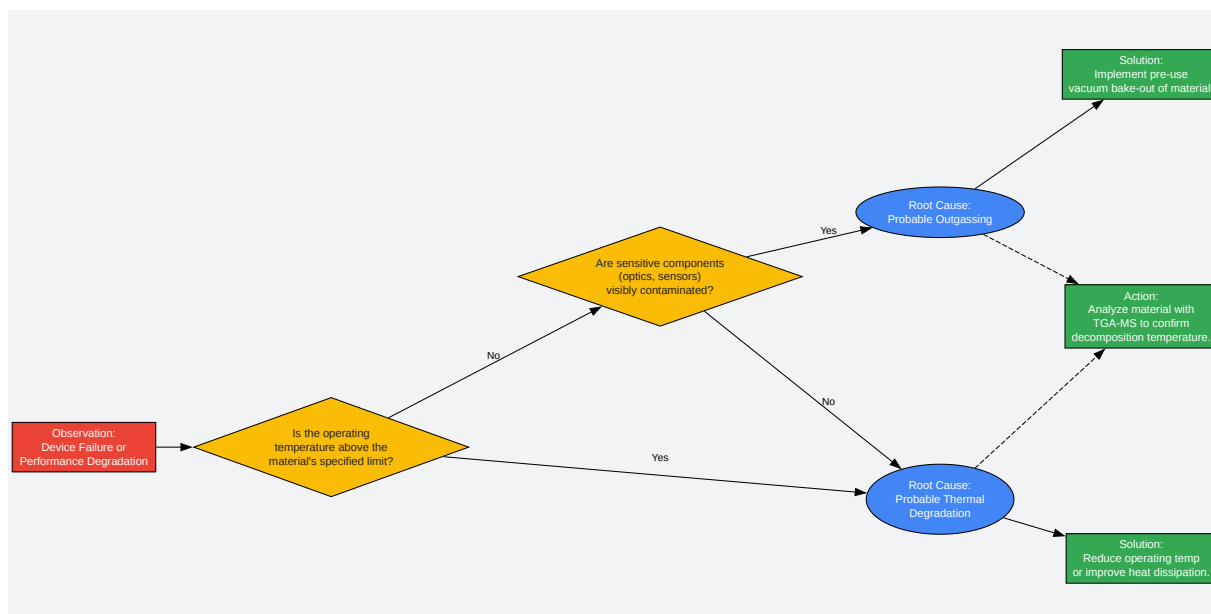 Observation:
Device Failure or
Performance Degradation
Is the operating
temperature above the
material's specified limit?
No
Yes
Are sensitive components
(optics, sensors)
visibly contaminated?
Yes
No
Root Cause:
Probable Outgassing
Root Cause:
Probable Thermal
Degradation
Solution:
Implement pre-use
vacuum bake-out of material
Action:
Analyze material with
TGA-MS to confirm
decomposition temperature.
Solution:
Reduce operating temp
or improve heat dissipation.